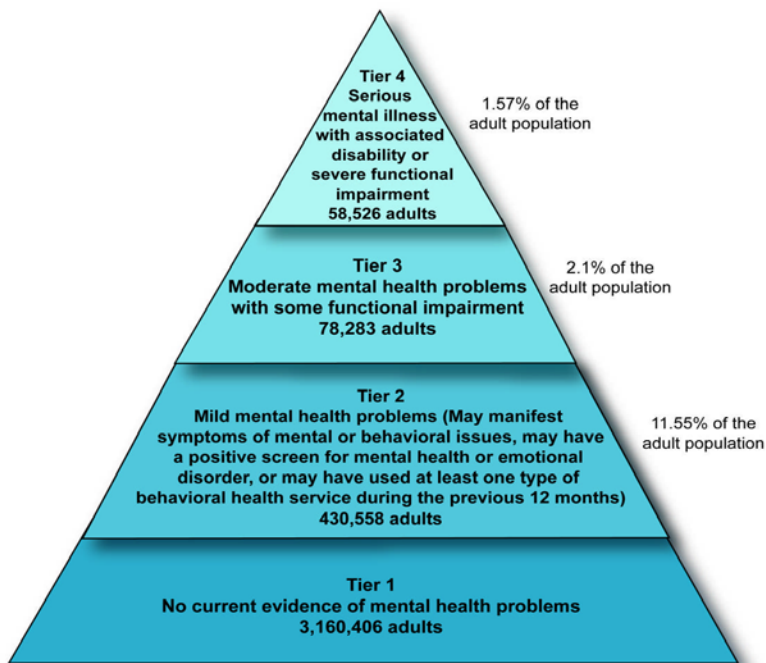 Tier 4
Serious
mental illness
with associated
disability or
severe functional
impairment
58,526 adults
1.57% of the
adult population
Tier 3
Moderate mental health problems
with some functional impairment
78,283 adults
2.1% of the
adult population
Tier 2
Mild mental health problems (May manifest
symptoms of mental or behavioral issues, may have
a positive screen for mental health or emotional
disorder, or may have used at least one type of
behavioral health service during the previous 12 months)
430,558 adults
11.55% of the
adult population
Tier 1
No current evidence of mental health problems
3,160,406 adults